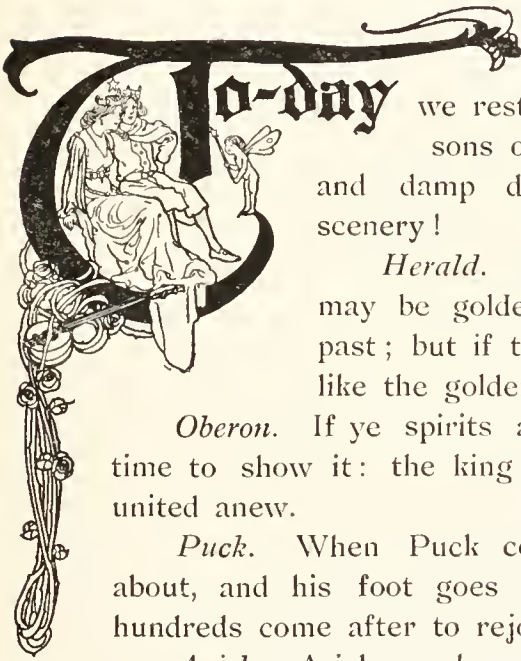 To-day we rest
sons o
and damp d
scenery !
Herald.
may be golde
past ; but if t
like the golde
Oberon. If ye spirits a
time to show it : the king
united anew.
Puck. When Puck co
about, and his foot goes
hundreds come after to rejo